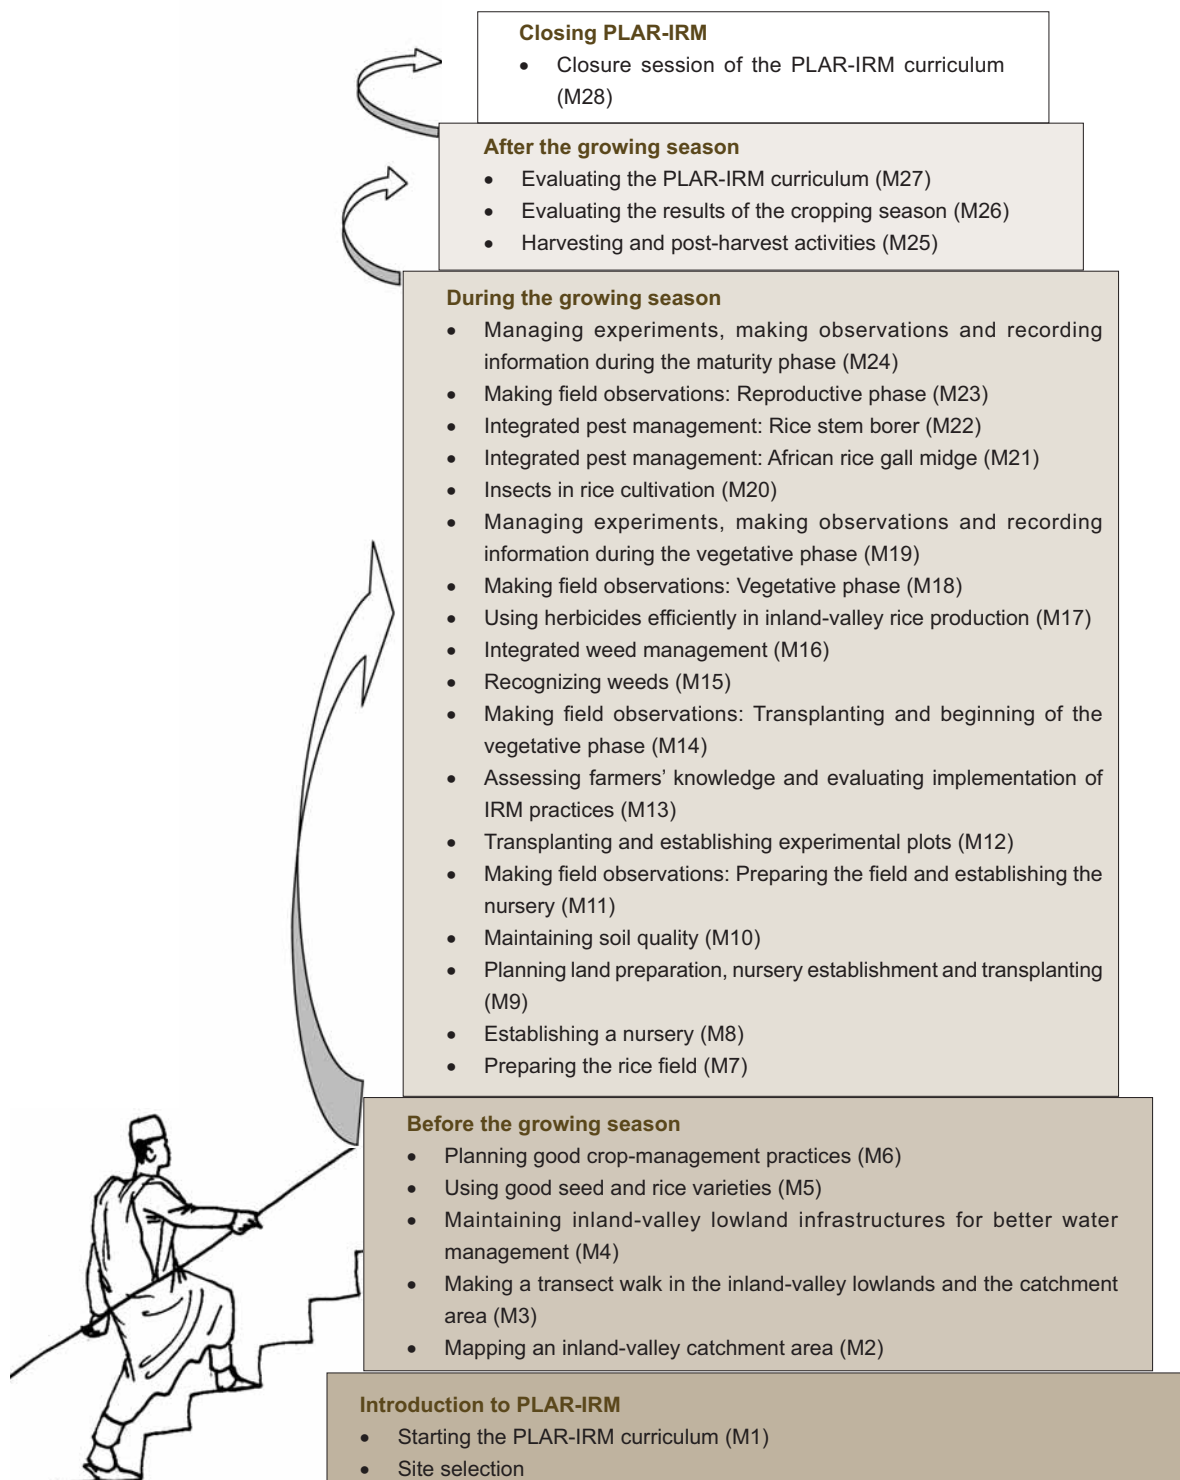 Closing PLAR-IRM
• Closure session of the PLAR-IRM curriculum
(M28)
After the growing season
• Evaluating the PLAR-IRM curriculum (M27)
• Evaluating the results of the cropping season (M26)
• Harvesting and post-harvest activities (M25)
During the growing season
• Managing experiments, making observations and recording
information during the maturity phase (M24)
• Making field observations: Reproductive phase (M23)
• Integrated pest management: Rice stem borer (M22)
• Integrated pest management: African rice gall midge (M21)
• Insects in rice cultivation (M20)
• Managing experiments, making observations and recording
information during the vegetative phase (M19)
• Making field observations: Vegetative phase (M18)
• Using herbicides efficiently in inland-valley rice production (M17)
• Integrated weed management (M16)
• Recognizing weeds (M15)
• Making field observations: Transplanting and beginning of the
vegetative phase (M14)
• Assessing farmers’ knowledge and evaluating implementation of
IRM practices (M13)
• Transplanting and establishing experimental plots (M12)
• Making field observations: Preparing the field and establishing the
nursery (M11)
• Maintaining soil quality (M10)
• Planning land preparation, nursery establishment and transplanting
(M9)
• Establishing a nursery (M8)
• Preparing the rice field (M7)
Before the growing season
• Planning good crop-management practices (M6)
• Using good seed and rice varieties (M5)
• Maintaining inland-valley lowland infrastructures for better water
management (M4)
• Making a transect walk in the inland-valley lowlands and the catchment
area (M3)
• Mapping an inland-valley catchment area (M2)
Introduction to PLAR-IRM
• Starting the PLAR-IRM curriculum (M1)
• Site selection